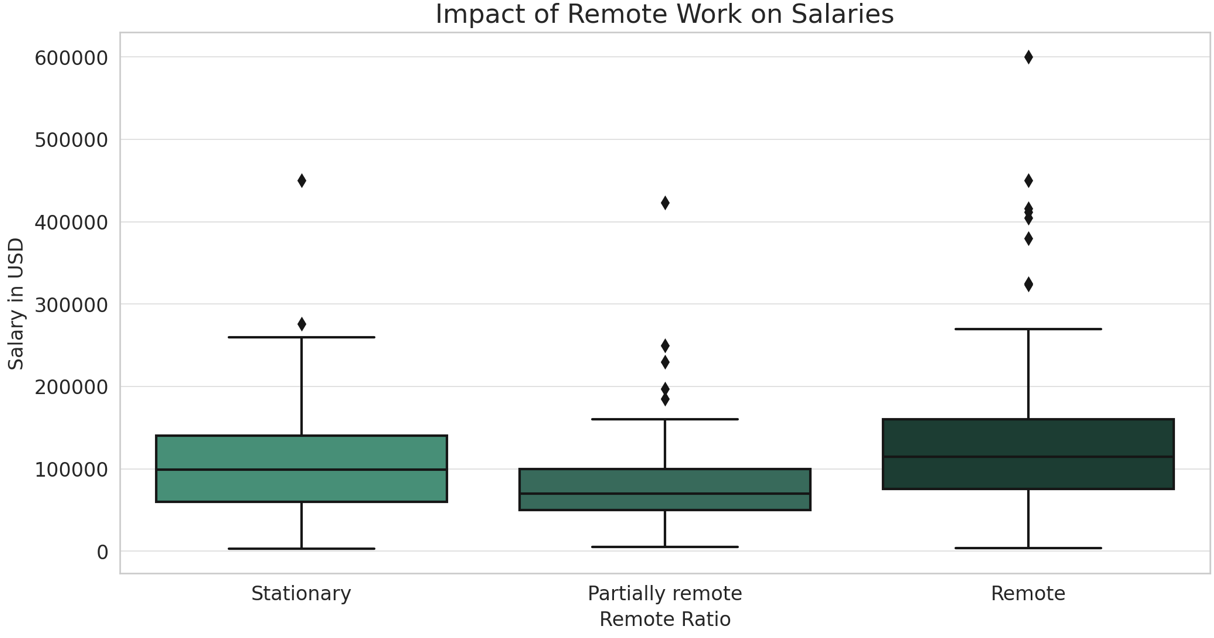 Impact of Remote Work on Salaries
600000
500000
400000
300000
200000
100000
0
Salary in USD
Stationary
Partially remote
Remote
Remote Ratio